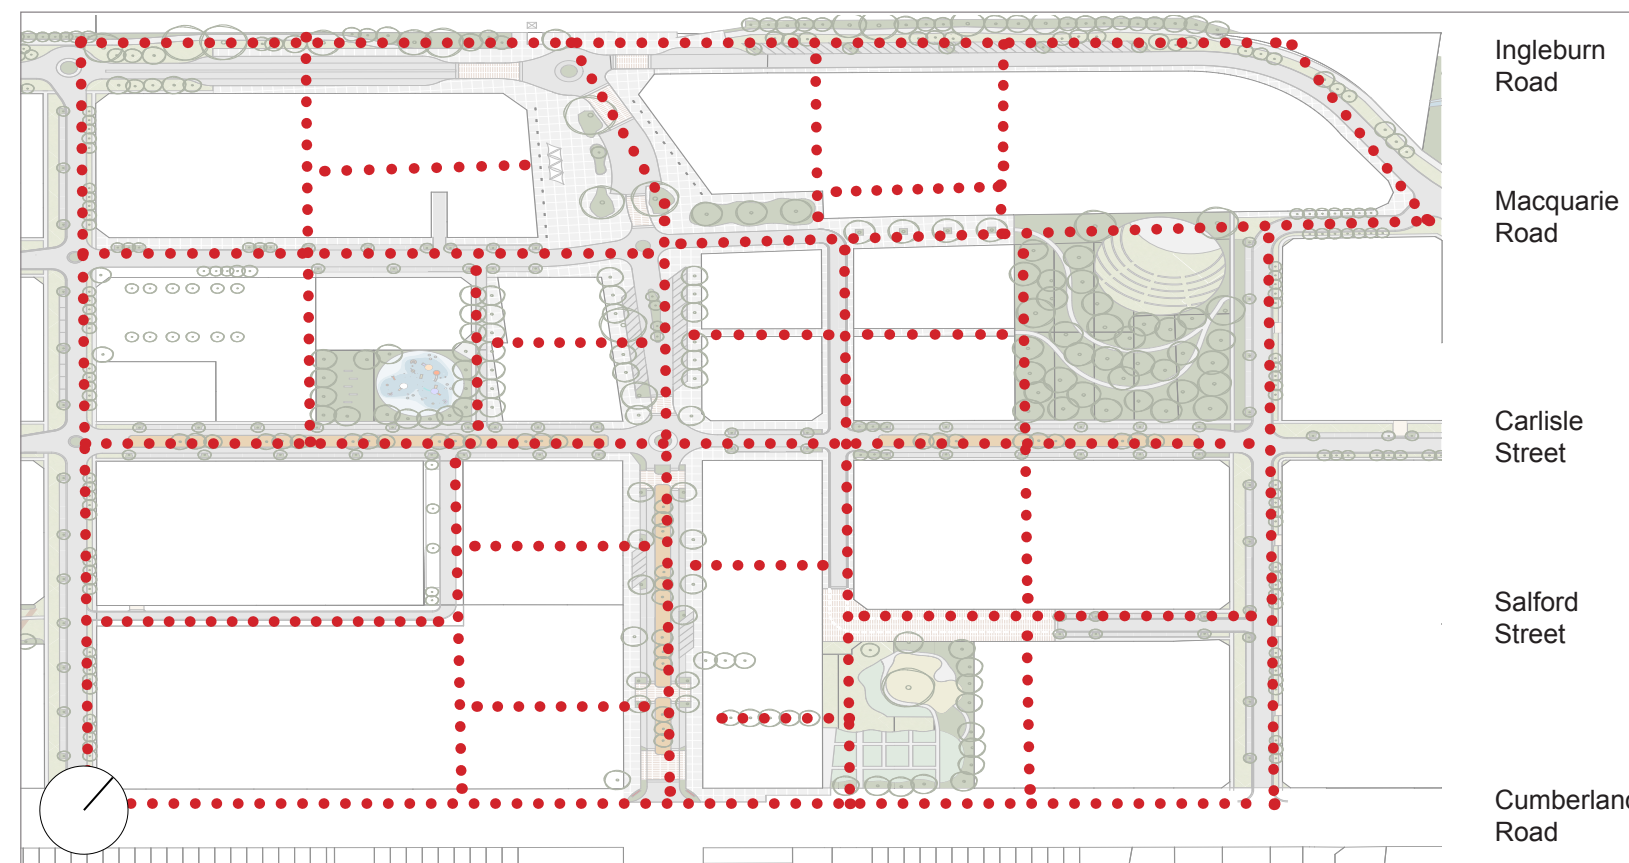 Ingleburn
Road
Macquarie
Road
Carlisle
Street
Salford
Street
Cumberland
Road